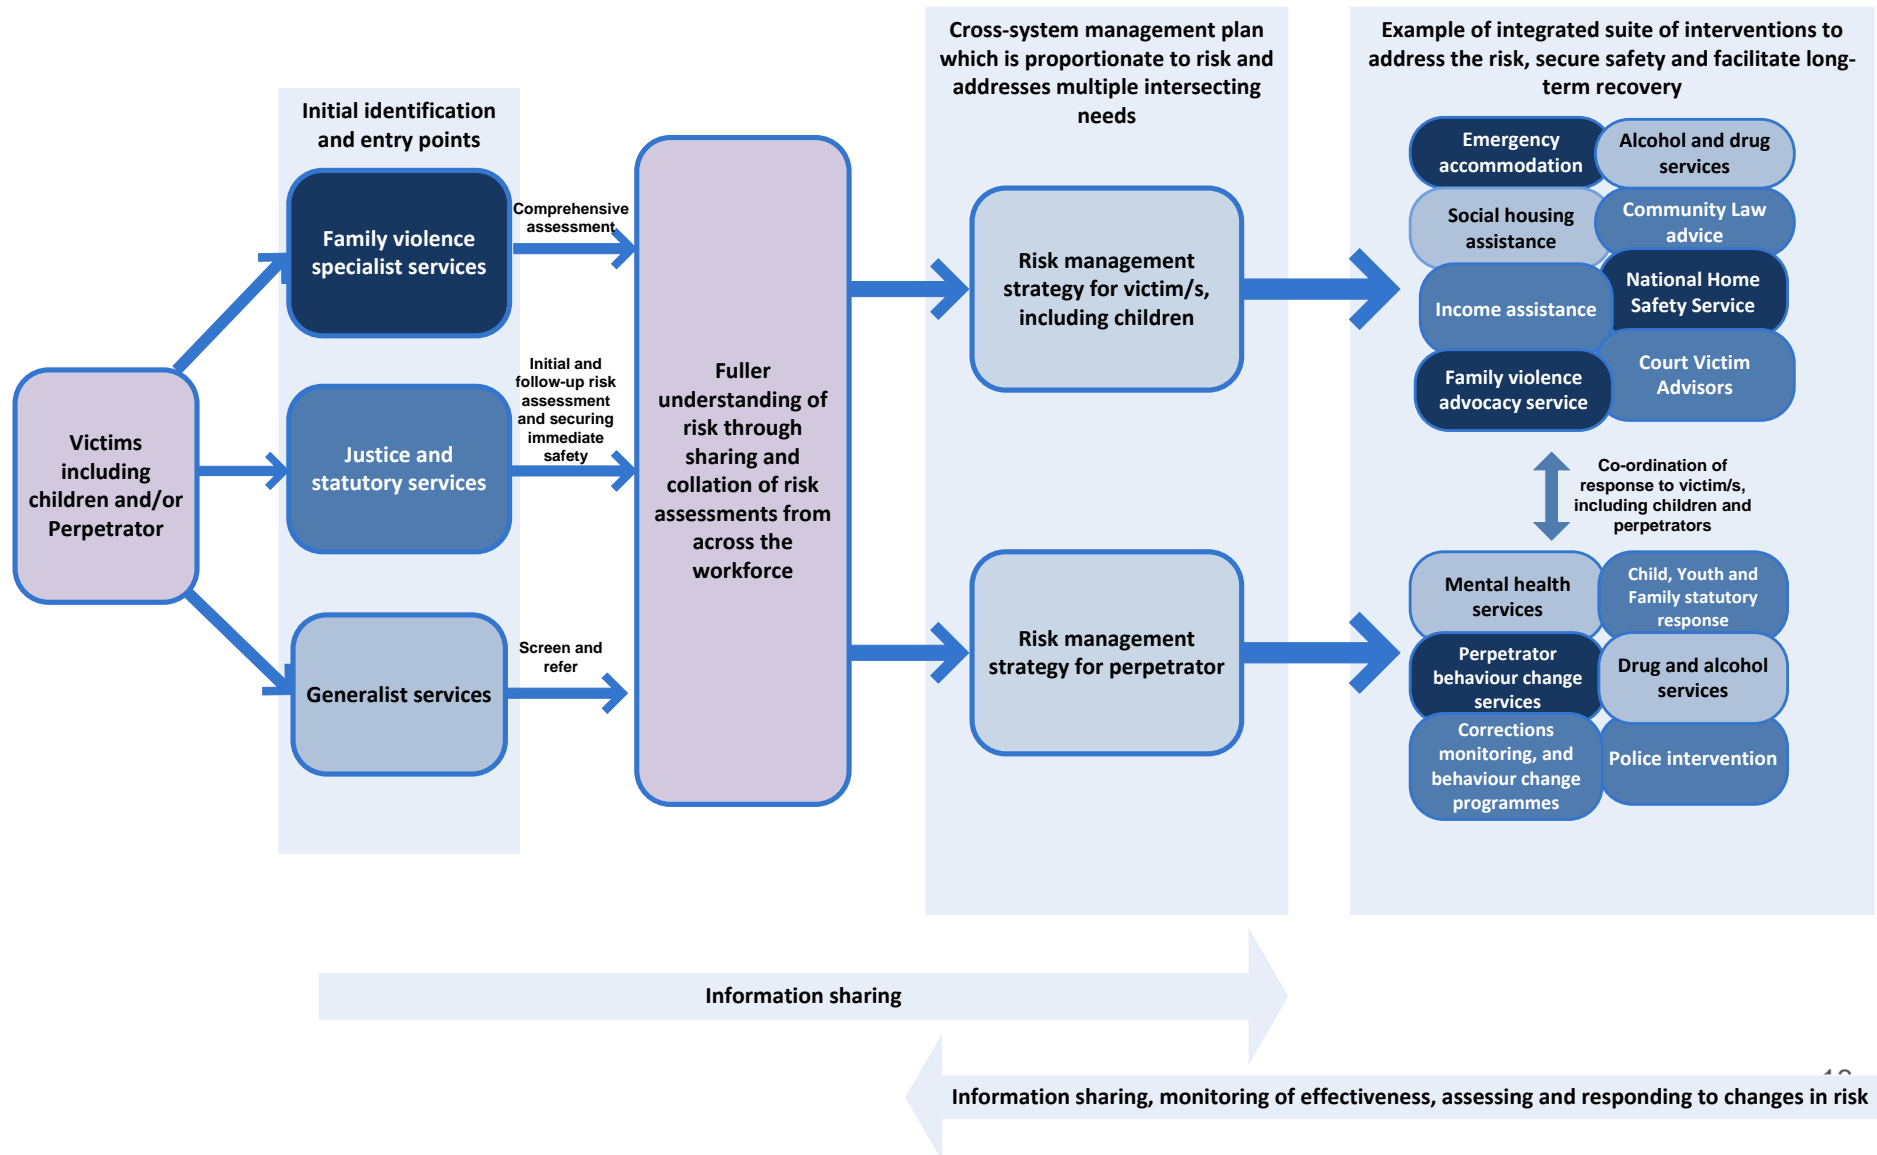 Victims
including
children and/or
Perpetrator
Initial identification
and entry points
Family violence
specialist services
Justice and
statutory services
Generalist services
Comprehensive
assessment
Initial and
follow-up risk
assessment
and securing
immediate
safety
Screen and
refer
Fuller
understanding of
risk through
sharing and
collation of risk
assessments from
across the
workforce
Cross-system management plan
which is proportionate to risk and
addresses multiple intersecting
needs
Risk management
strategy for victim/s,
including children
Risk management
strategy for perpetrator
Example of integrated suite of interventions to
address the risk, secure safety and facilitate long-
term recovery
Emergency
accommodation
Alcohol and drug
services
Social housing
assistance
Community Law
advice
Income assistance
National Home
Safety Service
Family violence
advocacy service
Court Victim
Advisors
Co-ordination of
response to victim/s,
including children and
perpetrators
Mental health
services
Child, Youth and
Family statutory
response
Perpetrator
behaviour change
services
Drug and alcohol
services
Corrections
monitoring, and
behaviour change
programmes
Police intervention
Information sharing
Information sharing, monitoring of effectiveness, assessing and responding to changes in risk